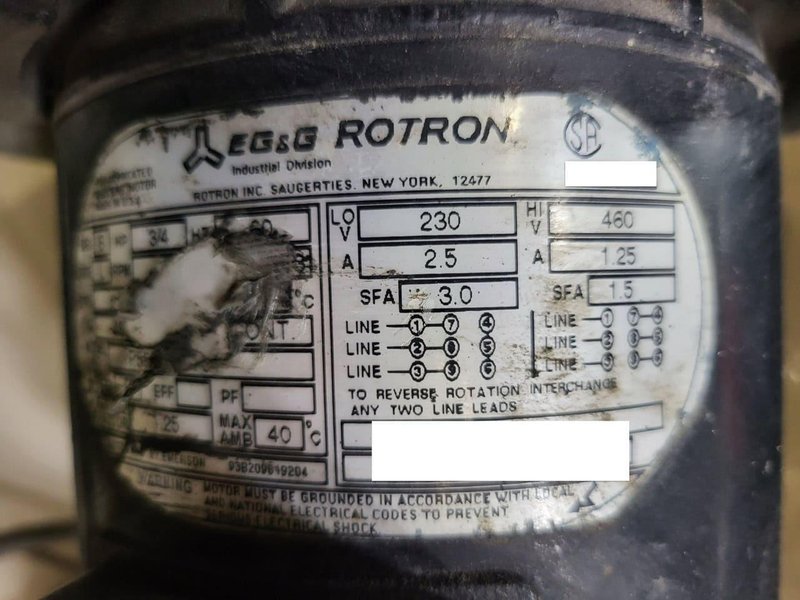 EG&G ROTRON
SA
Industrial Division
ROTRON INC. SAUGERTIES, NEW YORK, 12477
HP 3/4 HZ 60
LO V 230 HI V 460
A 2.5 A 1.25
°C
SFA 3.0 SFA 1.5
CONT.
LINE 1 7 4 LINE 1 7 4
LINE 2 8 5 LINE 2 8 5
LINE 3 9 6 LINE 3 9 6
EFF PF
TO REVERSE ROTATION INTERCHANGE
ANY TWO LINE LEADS
1.25 MAX AMB 40 °C
EMERSON
WARNING MOTOR MUST BE GROUNDED IN ACCORDANCE WITH LOCAL
AND NATIONAL ELECTRICAL CODES TO PREVENT
SERIOUS ELECTRICAL SHOCK.